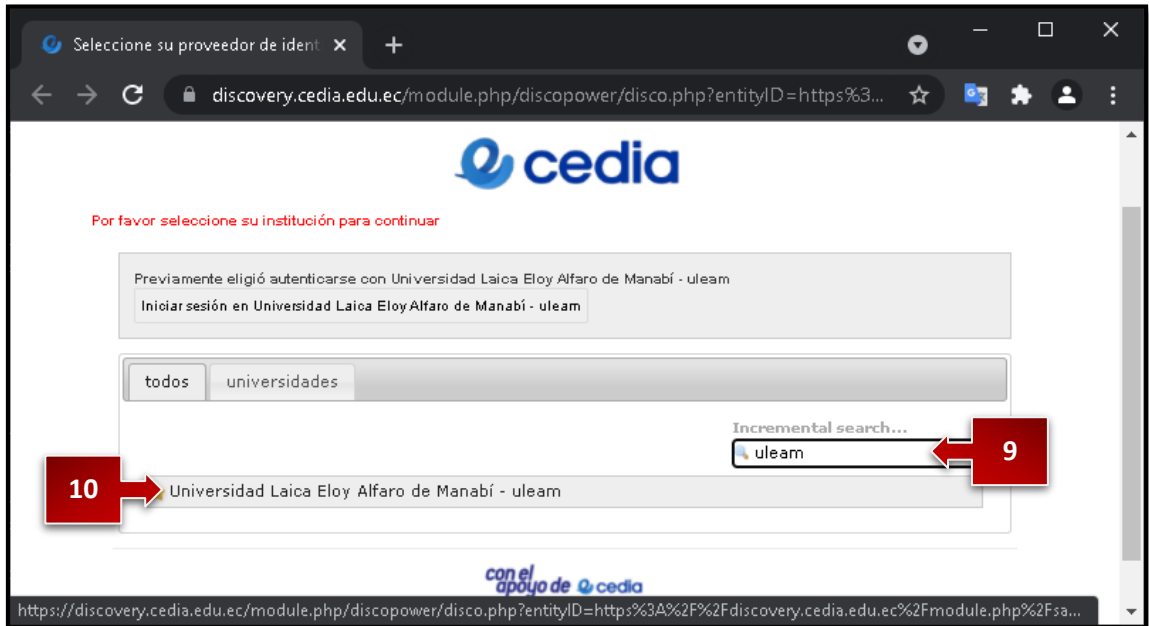 Seleccione su proveedor de ident
discovery.cedia.edu.ec/module.php/discopower/disco.php?entityID=https%3...
cedia
Por favor seleccione su institución para continuar
Previamente eligió autenticarse con Universidad Laica Eloy Alfaro de Manabí - uleam
Iniciar sesión en Universidad Laica Eloy Alfaro de Manabí - uleam
todos universidades
Incremental search...
uleam 9
10 Universidad Laica Eloy Alfaro de Manabí - uleam
con el
apoyo de cedia
https://discovery.cedia.edu.ec/module.php/discopower/disco.php?entityID=https%3A%2F%2Fdiscovery.cedia.edu.ec%2Fmodule.php%2Fsa...